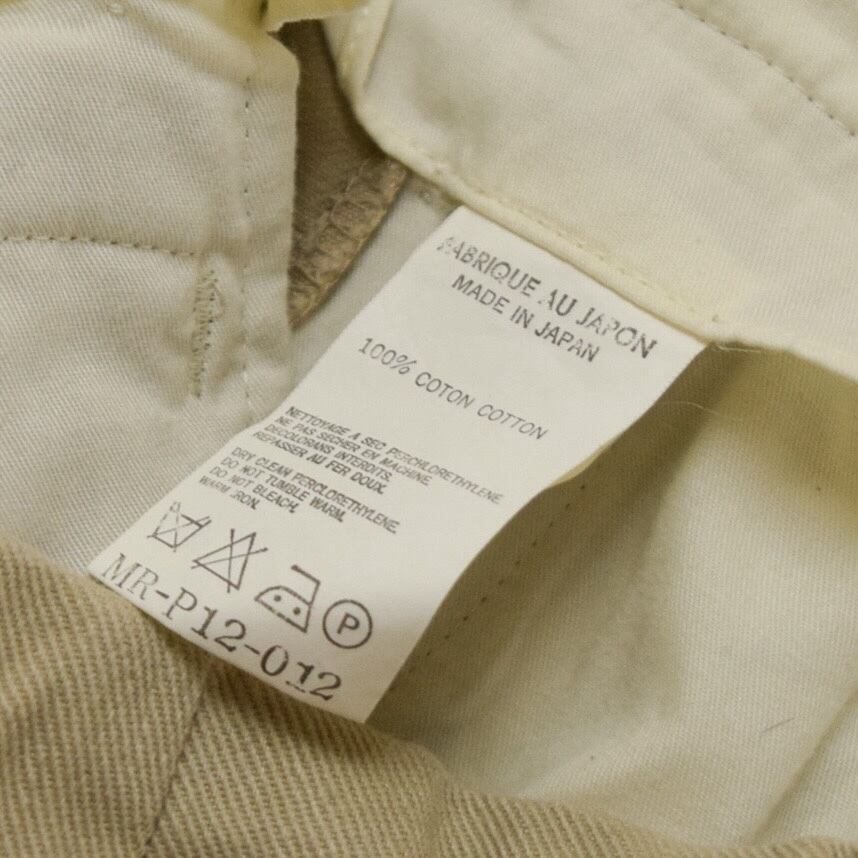 FABRIQUE AU JAPON
MADE IN JAPAN
100% COTON COTTON
NETTOYAGE A SEC PERCHLORETHYLENE.
NE PAS SECHER EN MACHINE.
DECOLORANS INTERDITS.
REPASSER AU FER DOUX.
DRY CLEAN PERCLORETHYLENE.
DO NOT TUMBLE WARM.
DO NOT BLEACH.
WARM IRON.
P
MR-P12-012